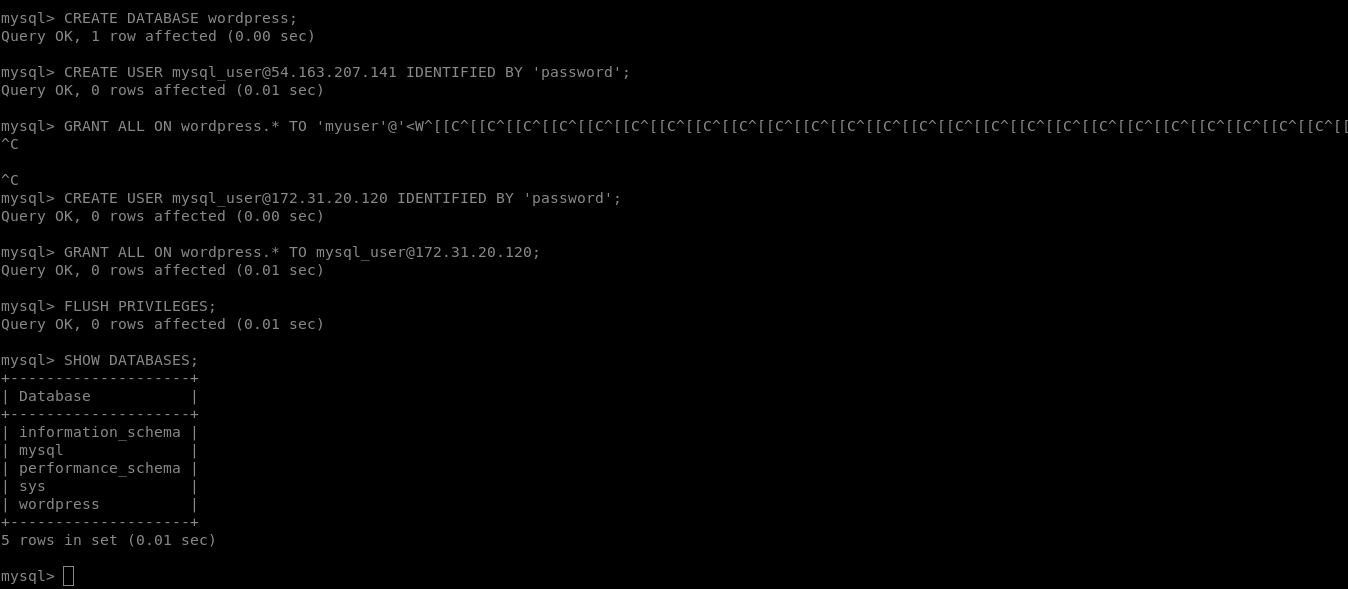 mysql> CREATE DATABASE wordpress;
Query OK, 1 row affected (0.00 sec)
mysql> CREATE USER mysql_user@54.163.207.141 IDENTIFIED BY 'password';
Query OK, 0 rows affected (0.01 sec)
mysql> GRANT ALL ON wordpress.* TO 'myuser'@'<W^[[C^[[C^[[C^[[C^[[C^[[C^[[C^[[C^[[C^[[C^[[C^[[C^[[C^[[C^[[C^[[C^[[C^[[C^[[C^[[C^[[C^[[C^[[C^[[C^[[C^[[
^C
^C
mysql> CREATE USER mysql_user@172.31.20.120 IDENTIFIED BY 'password';
Query OK, 0 rows affected (0.00 sec)
mysql> GRANT ALL ON wordpress.* TO mysql_user@172.31.20.120;
Query OK, 0 rows affected (0.01 sec)
mysql> FLUSH PRIVILEGES;
Query OK, 0 rows affected (0.01 sec)
mysql> SHOW DATABASES;
+--------------------+
| Database           |
+--------------------+
| information_schema |
| mysql              |
| performance_schema |
| sys                |
| wordpress          |
+--------------------+
5 rows in set (0.01 sec)
mysql>